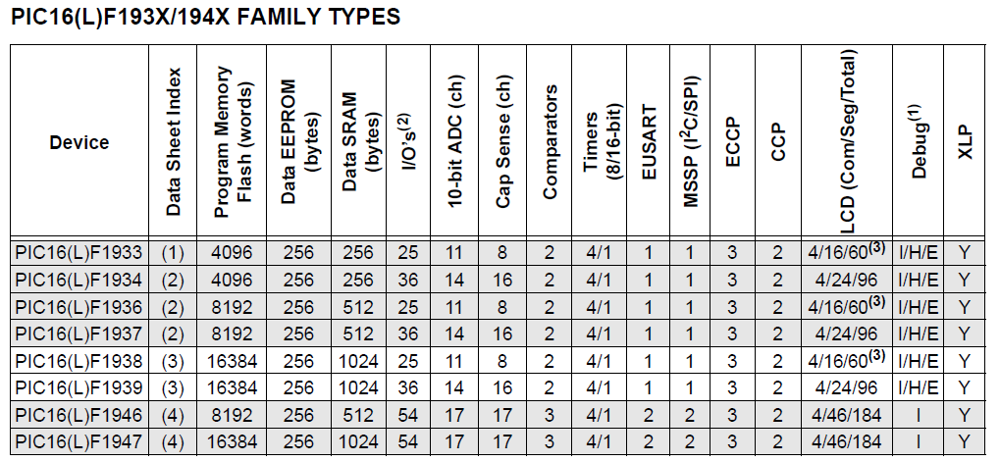 PIC16(L)F193X/194X FAMILY TYPES
Device Data Sheet Index Program Memory Flash (words) Data EEPROM (bytes) Data SRAM (bytes) I/O's(2) 10-bit ADC (ch) Cap Sense (ch) Comparators Timers (8/16-bit) EUSART MSSP (I2C/SPI) ECCP CCP LCD (Com/Seg/Total) Debug(1) XLP
PIC16(L)F1933 (1) 4096 256 256 25 11 8 2 4/1 1 1 3 2 4/16/60(3) I/H/E Y
PIC16(L)F1934 (2) 4096 256 256 36 14 16 2 4/1 1 1 3 2 4/24/96 I/H/E Y
PIC16(L)F1936 (2) 8192 256 512 25 11 8 2 4/1 1 1 3 2 4/16/60(3) I/H/E Y
PIC16(L)F1937 (2) 8192 256 512 36 14 16 2 4/1 1 1 3 2 4/24/96 I/H/E Y
PIC16(L)F1938 (3) 16384 256 1024 25 11 8 2 4/1 1 1 3 2 4/16/60(3) I/H/E Y
PIC16(L)F1939 (3) 16384 256 1024 36 14 16 2 4/1 1 1 3 2 4/24/96 I/H/E Y
PIC16(L)F1946 (4) 8192 256 512 54 17 17 3 4/1 2 2 3 2 4/46/184 I Y
PIC16(L)F1947 (4) 16384 256 1024 54 17 17 3 4/1 2 2 3 2 4/46/184 I Y